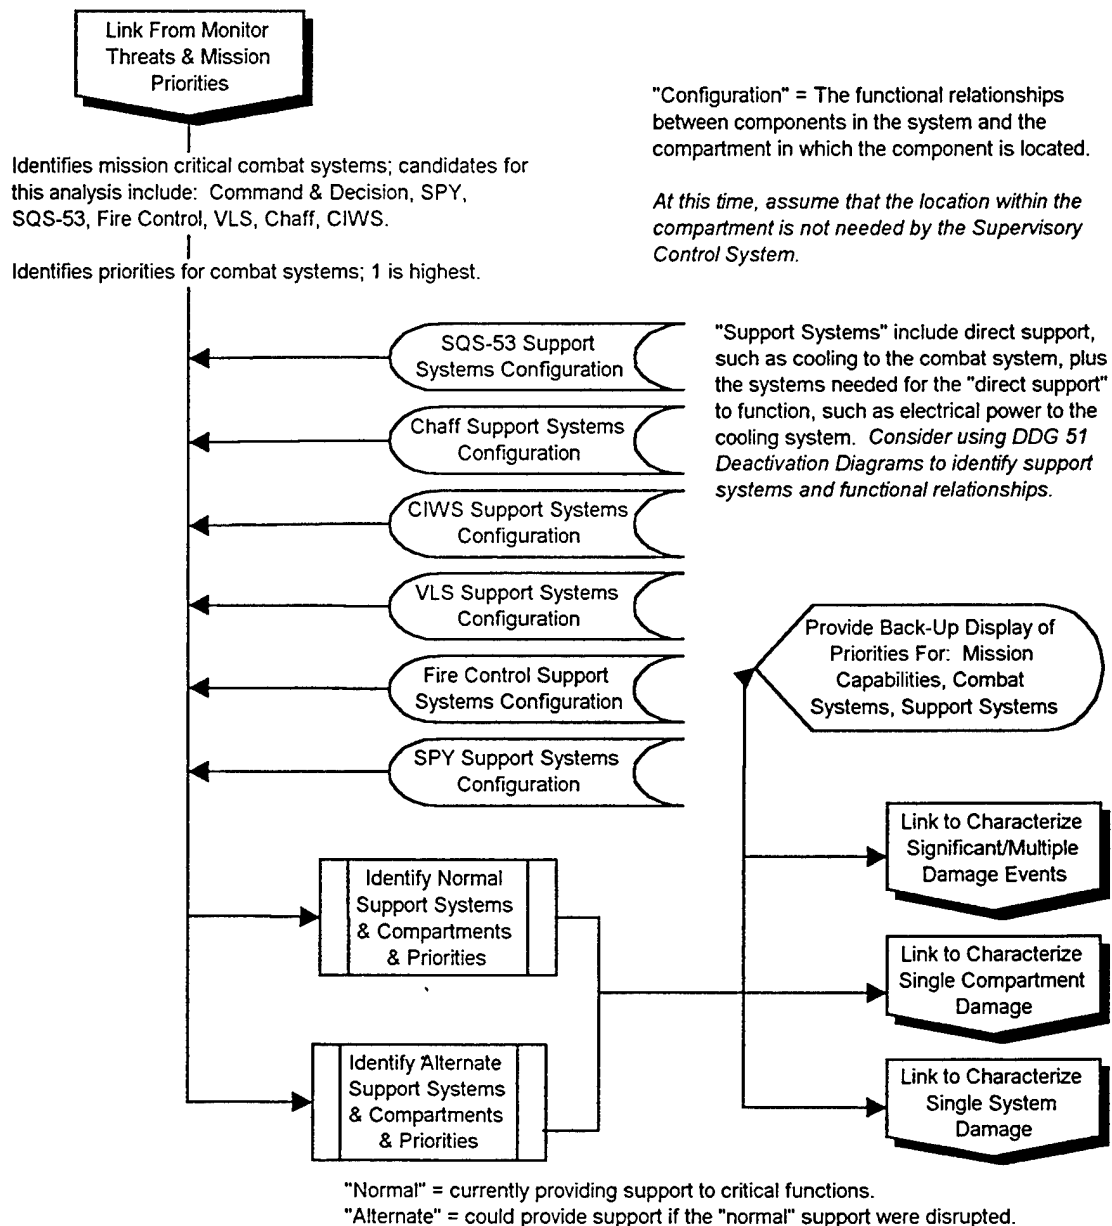 Link From Monitor
Threats & Mission
Priorities
"Configuration" = The functional relationships
between components in the system and the
compartment in which the component is located.
At this time, assume that the location within the
compartment is not needed by the Supervisory
Control System.
Identifies mission critical combat systems; candidates for
this analysis include: Command & Decision, SPY,
SQS-53, Fire Control, VLS, Chaff, CIWS.
Identifies priorities for combat systems; 1 is highest.
SQS-53 Support
Systems Configuration
"Support Systems" include direct support,
such as cooling to the combat system, plus
the systems needed for the "direct support"
to function, such as electrical power to the
cooling system. Consider using DDG 51
Deactivation Diagrams to identify support
systems and functional relationships.
Chaff Support Systems
Configuration
CIWS Support Systems
Configuration
VLS Support Systems
Configuration
Fire Control Support
Systems Configuration
SPY Support Systems
Configuration
Provide Back-Up Display of
Priorities For: Mission
Capabilities, Combat
Systems, Support Systems
Identify Normal
Support Systems
& Compartments
& Priorities
Identify Alternate
Support Systems
& Compartments
& Priorities
Link to Characterize
Significant/Multiple
Damage Events
Link to Characterize
Single Compartment
Damage
Link to Characterize
Single System
Damage
"Normal" = currently providing support to critical functions.
"Alternate" = could provide support if the "normal" support were disrupted.